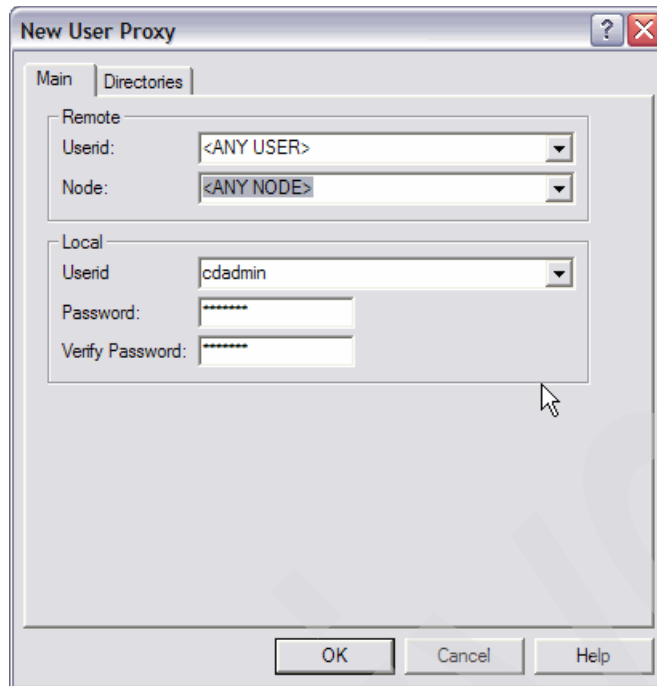 New User Proxy
Main Directories
Remote
Userid: <ANY USER>
Node: <ANY NODE>
Local
Userid cdadmin
Password: *******
Verify Password: *******
OK Cancel Help